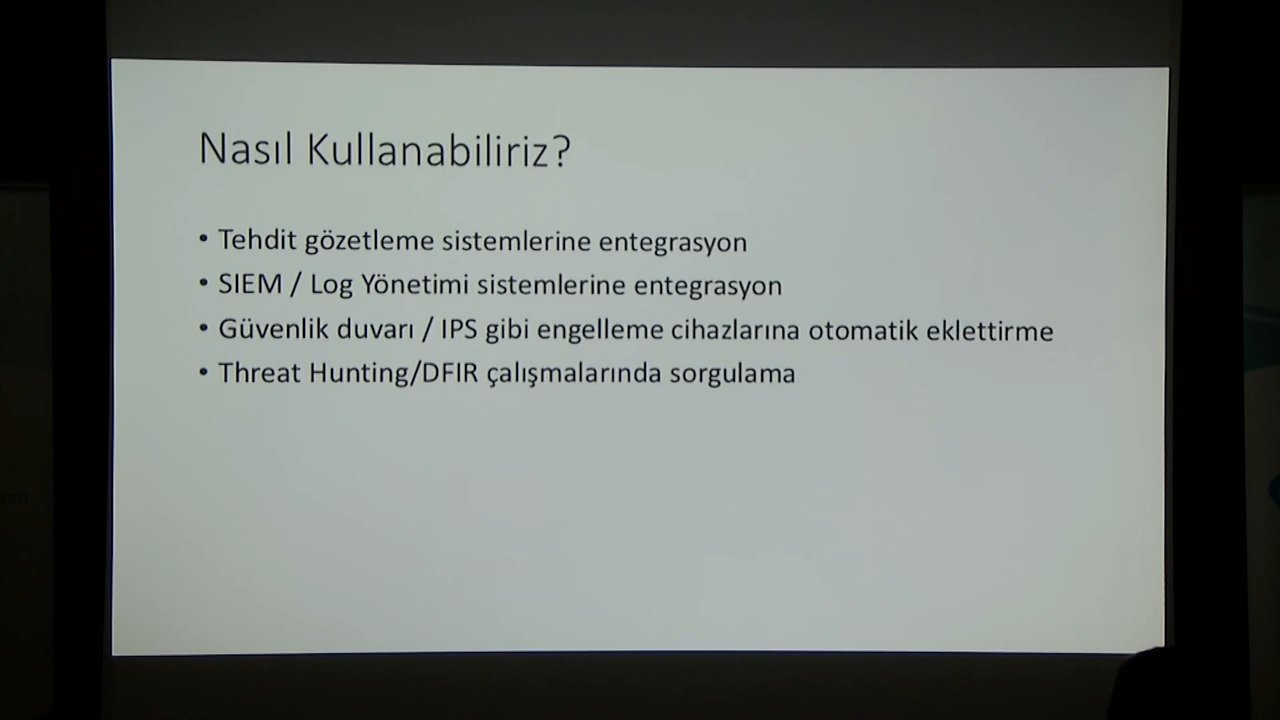 Nasıl Kullanabiliriz?
• Tehdit gözetleme sistemlerine entegrasyon
• SIEM / Log Yönetimi sistemlerine entegrasyon
• Güvenlik duvarı / IPS gibi engelleme cihazlarına otomatik eklettirme
• Threat Hunting/DFIR çalışmalarında sorgulama